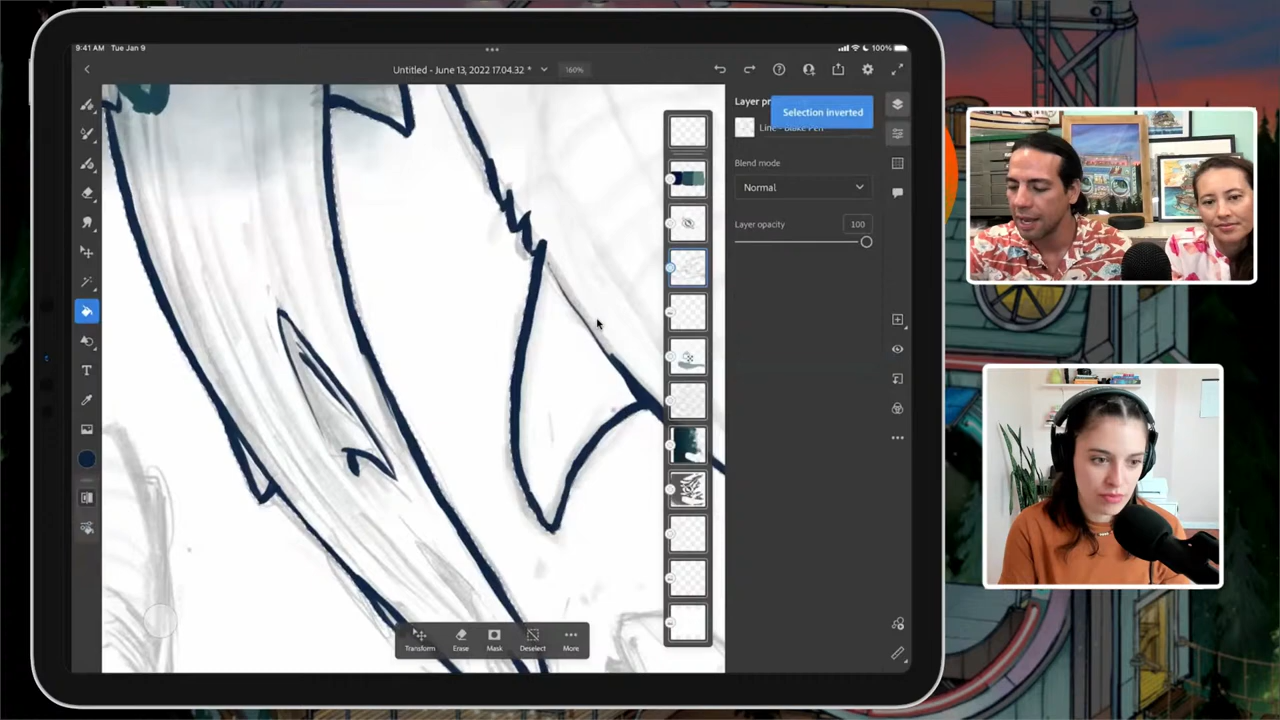 9:41 AM Tue Jan 9
100%
Untitled - June 13, 2022 17.04.32 *
160%
Layer pr
Selection inverted
Blend mode
Normal
Layer opacity
100
T
Transform
Erase
Mask
Deselect
More